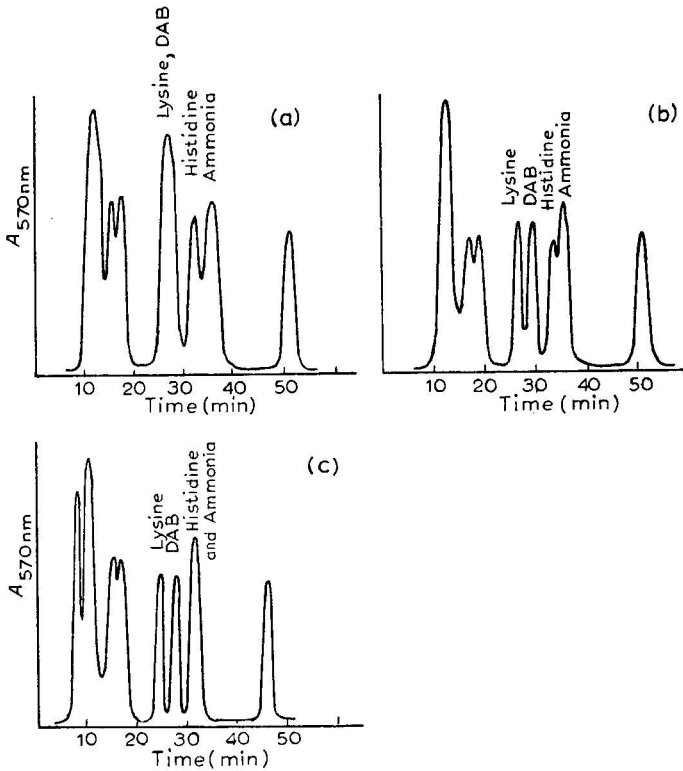 (a)
Lysine, DAB
Histidine
Ammonia
A570nm
10 20 30 40 50
Time (min)
(b)
Lysine
DAB
Histidine
Ammonia
10 20 30 40 50
Time (min)
(c)
Lysine
DAB
Histidine
and Ammonia
A570nm
10 20 30 40 50
Time (min)